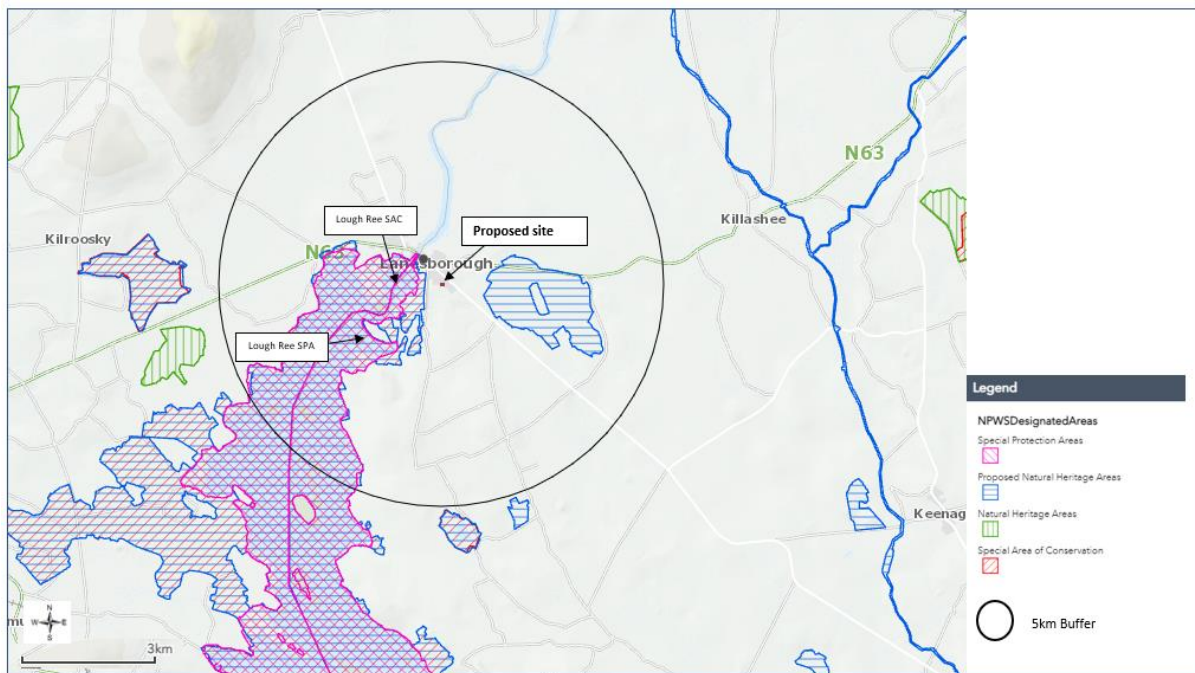 N63
Killashee
Lough Ree SAC
Proposed site
Kilroosky
N63
Lanesborough
Lough Ree SPA
Keenag
N
W E
S
3km
Legend
NPWSDesignatedAreas
Special Protection Areas
Proposed Natural Heritage Areas
Natural Heritage Areas
Special Area of Conservation
5km Buffer